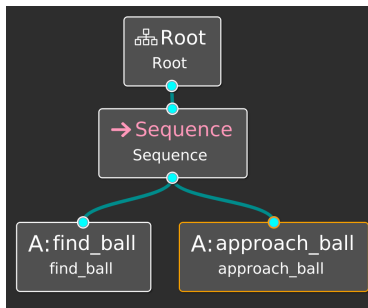 Root
Root
Sequence
Sequence
A:find_ball
find_ball
A:approach_ball
approach_ball